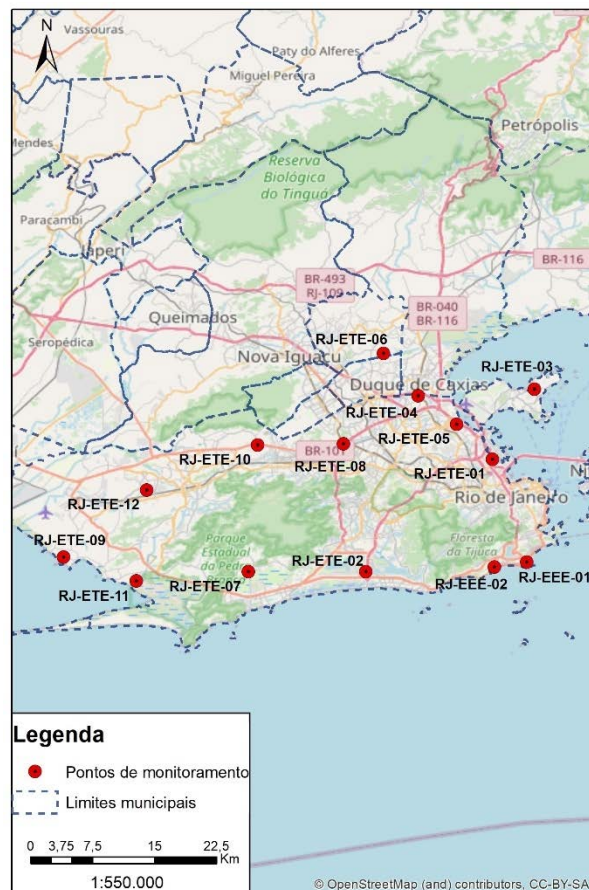 N
Vassouras
Paty do Alferes
Miguel Pereira
Petrópolis
Mendes
Reserva
Biológica
do Tinguá
Paracambi
Japeri
BR-116
BR-493
RJ-109
BR-040
BR-116
Queimados
Seropédica
RJ-ETE-06
Nova Iguaçu
RJ-ETE-03
Duque de Caxias
RJ-ETE-04
RJ-ETE-05
RJ-ETE-10
BR-101
RJ-ETE-08
RJ-ETE-01
Ni
RJ-ETE-12
Rio de Janeiro
RJ-ETE-09
Parque
Estadual
da Pedr
Floresta
da Tijuca
RJ-ETE-02
RJ-ETE-07
RJ-ETE-11
RJ-EEE-02
RJ-EEE-01
Legenda
Pontos de monitoramento
Limites municipais
0 3,75 7,5 15 22,5
Km
1:550.000
© OpenStreetMap (and) contributors, CC-BY-SA